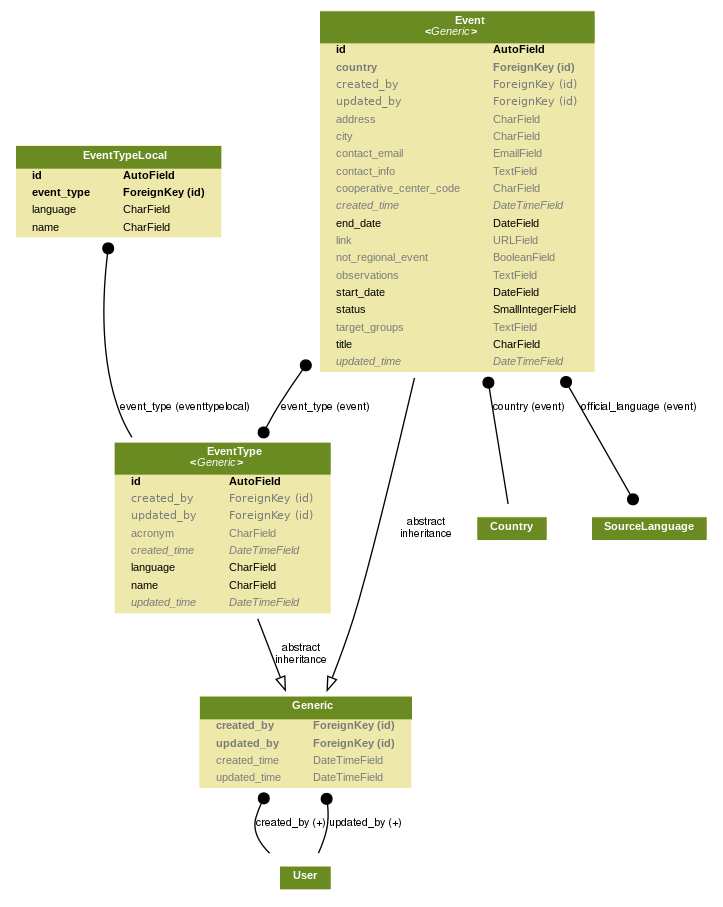 Event
<Generic>
id AutoField
country ForeignKey (id)
created_by ForeignKey (id)
updated_by ForeignKey (id)
address CharField
city CharField
contact_email EmailField
contact_info TextField
cooperative_center_code CharField
created_time DateTimeField
end_date DateField
link URLField
not_regional_event BooleanField
observations TextField
start_date DateField
status SmallIntegerField
target_groups TextField
title CharField
updated_time DateTimeField
EventTypeLocal
id AutoField
event_type ForeignKey (id)
language CharField
name CharField
event_type (eventtypelocal)
event_type (event)
country (event)
official_language (event)
EventType
<Generic>
id AutoField
created_by ForeignKey (id)
updated_by ForeignKey (id)
acronym CharField
created_time DateTimeField
language CharField
name CharField
updated_time DateTimeField
abstract
inheritance
Country
SourceLanguage
abstract
inheritance
Generic
created_by ForeignKey (id)
updated_by ForeignKey (id)
created_time DateTimeField
updated_time DateTimeField
created_by (+)
updated_by (+)
User